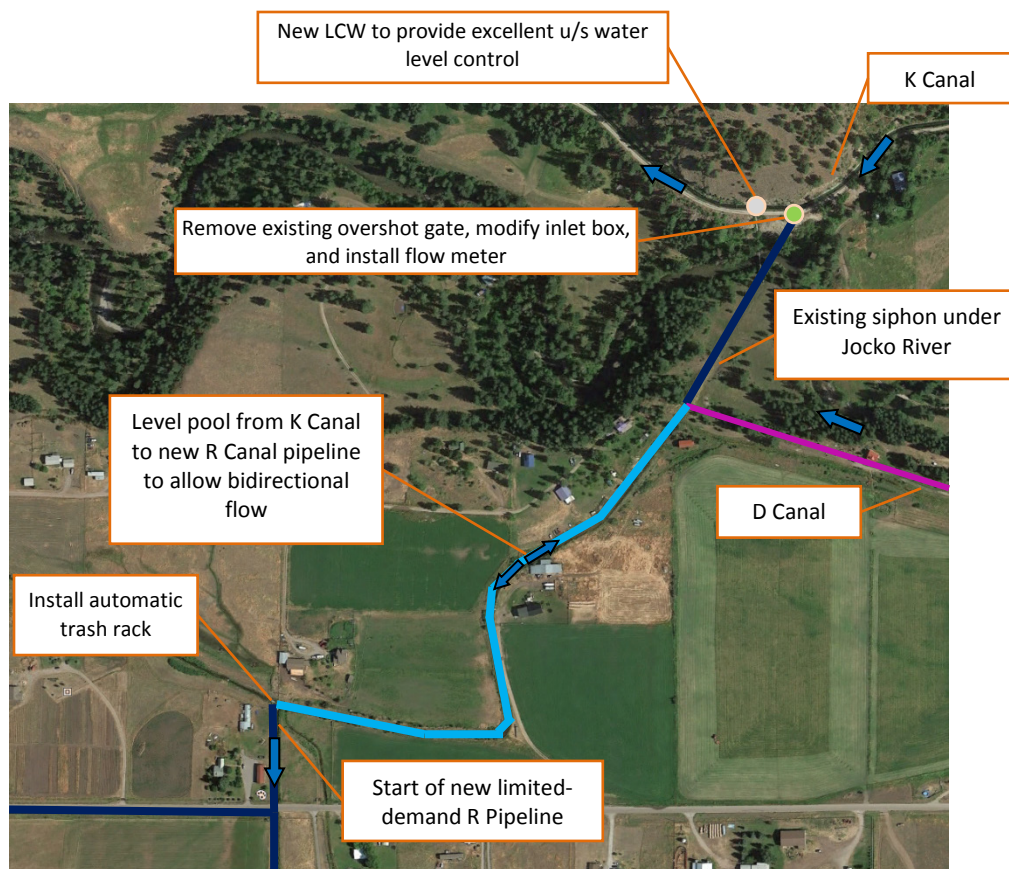 New LCW to provide excellent u/s water
level control
K Canal
Remove existing overshot gate, modify inlet box,
and install flow meter
Existing siphon under
Jocko River
Level pool from K Canal
to new R Canal pipeline
to allow bidirectional
flow
D Canal
Install automatic
trash rack
Start of new limited-
demand R Pipeline